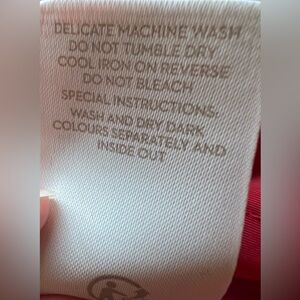 DELICATE MACHINE WASH
DO NOT TUMBLE DRY
COOL IRON ON REVERSE
DO NOT BLEACH
SPECIAL INSTRUCTIONS:
WASH AND DRY DARK
COLOURS SEPARATELY AND
INSIDE OUT